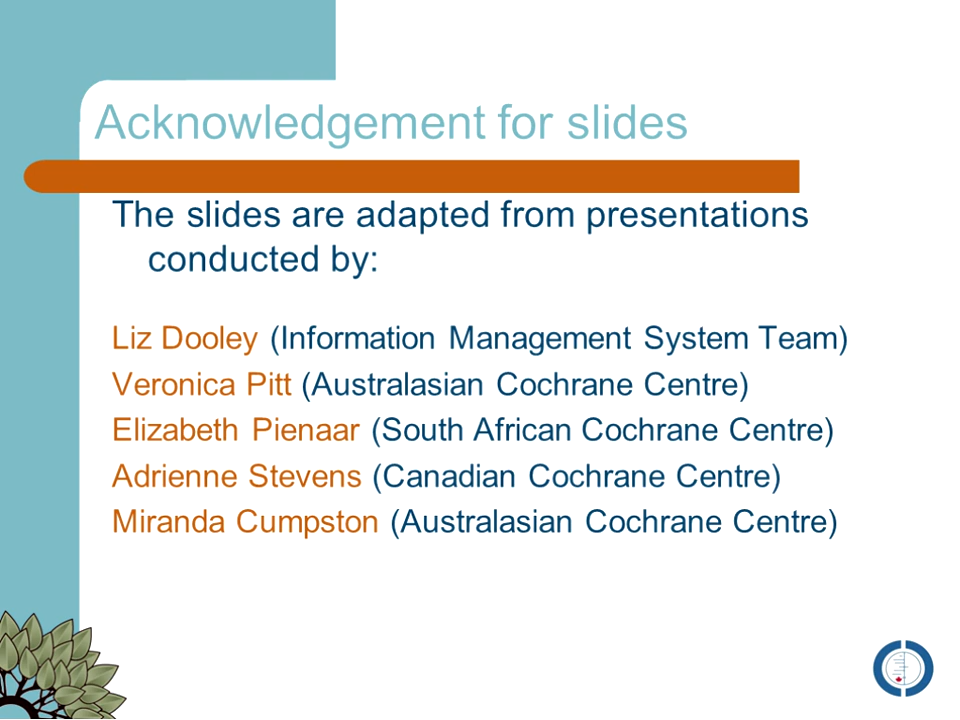 Acknowledgement for slides
The slides are adapted from presentations
conducted by:
Liz Dooley (Information Management System Team)
Veronica Pitt (Australasian Cochrane Centre)
Elizabeth Pienaar (South African Cochrane Centre)
Adrienne Stevens (Canadian Cochrane Centre)
Miranda Cumpston (Australasian Cochrane Centre)